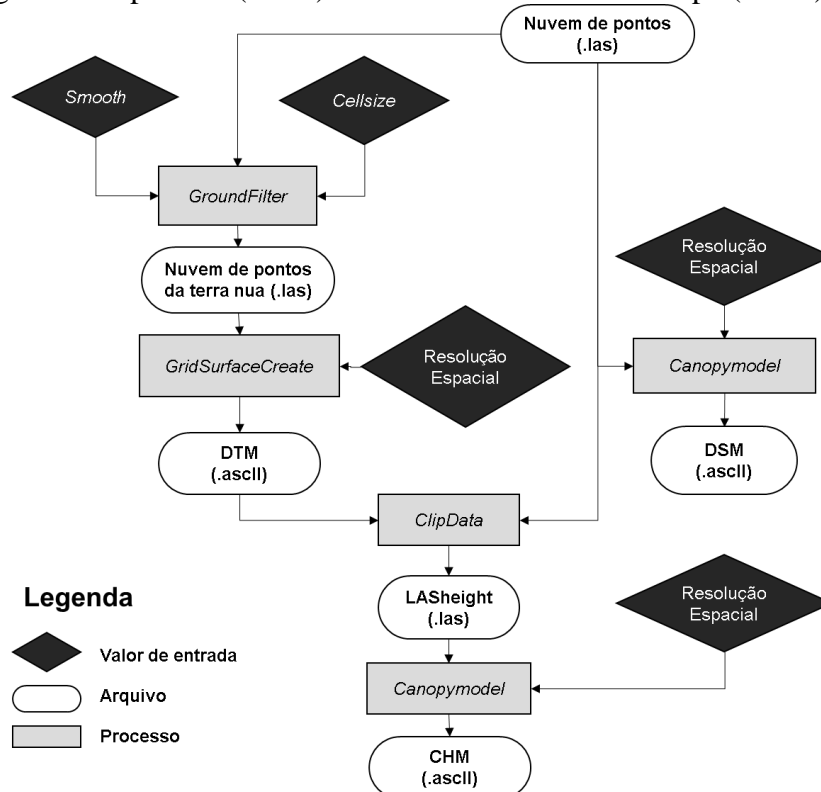 Nuvem de pontos
(.las)
Smooth
Cellsize
GroundFilter
Nuvem de pontos
da terra nua (.las)
Resolução
Espacial
GridSurfaceCreate
Resolução
Espacial
Canopymodel
DTM
(.ascII)
DSM
(.ascII)
ClipData
LASheight
(.las)
Resolução
Espacial
Canopymodel
CHM
(.ascII)
Legenda
Valor de entrada
Arquivo
Processo